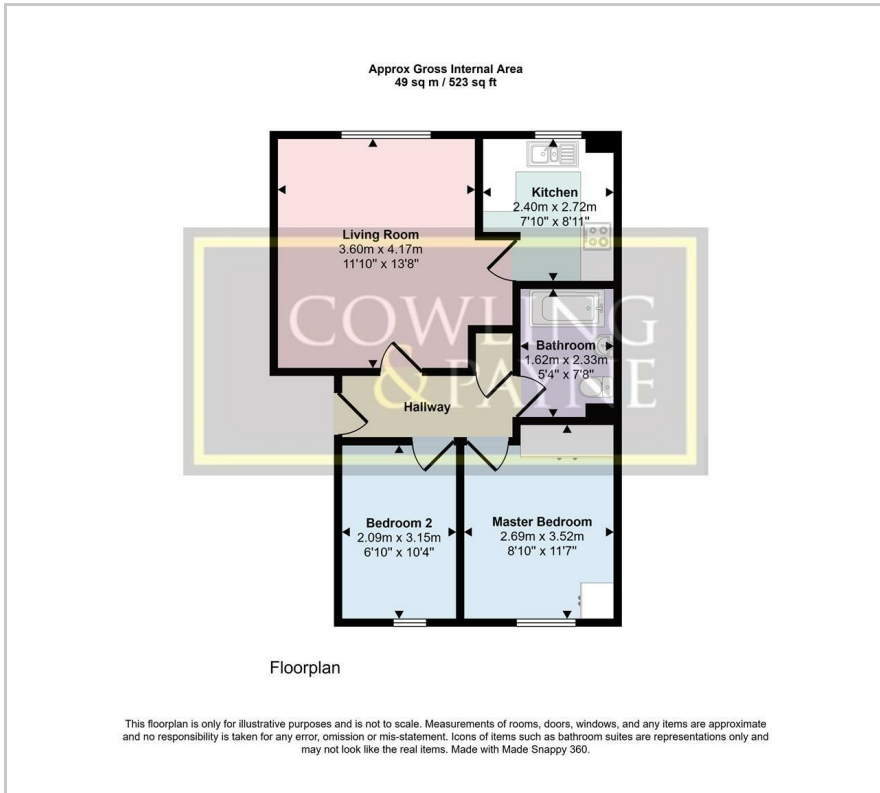 Approx Gross Internal Area
49 sq m / 523 sq ft
Kitchen
2.40m x 2.72m
7'10" x 8'11"
Living Room
3.60m x 4.17m
11'10" x 13'8"
COWLING
& PAYNE
Bathroom
1.62m x 2.33m
5'4" x 7'8"
Hallway
Bedroom 2
2.09m x 3.15m
6'10" x 10'4"
Master Bedroom
2.69m x 3.52m
8'10" x 11'7"
Floorplan
This floorplan is only for illustrative purposes and is not to scale. Measurements of rooms, doors, windows, and any items are approximate
and no responsibility is taken for any error, omission or mis-statement. Icons of items such as bathroom suites are representations only and
may not look like the real items. Made with Made Snappy 360.